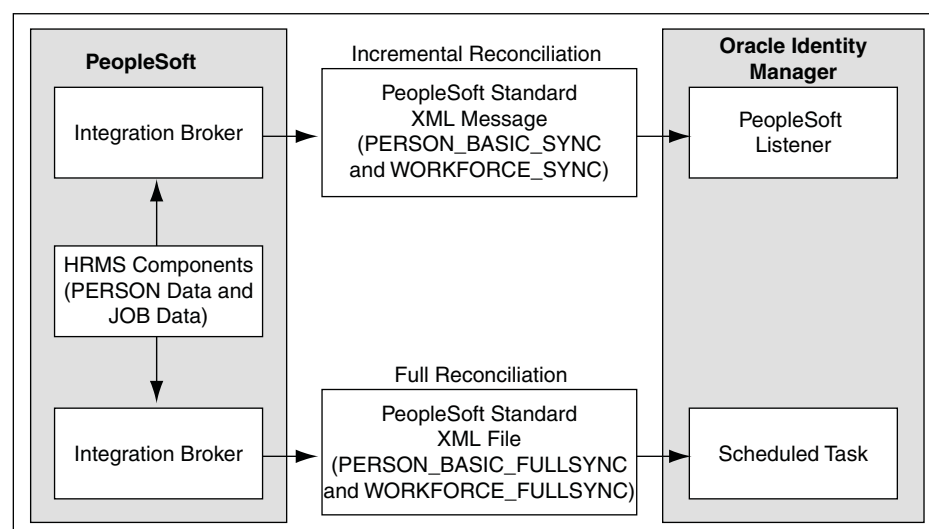 PeopleSoft
Integration Broker
HRMS Components
(PERSON Data and
JOB Data)
Integration Broker
Incremental Reconciliation
PeopleSoft Standard
XML Message
(PERSON_BASIC_SYNC
and WORKFORCE_SYNC)
Full Reconciliation
PeopleSoft Standard
XML File
(PERSON_BASIC_FULLSYNC
and WORKFORCE_FULLSYNC)
Oracle Identity
Manager
PeopleSoft
Listener
Scheduled Task